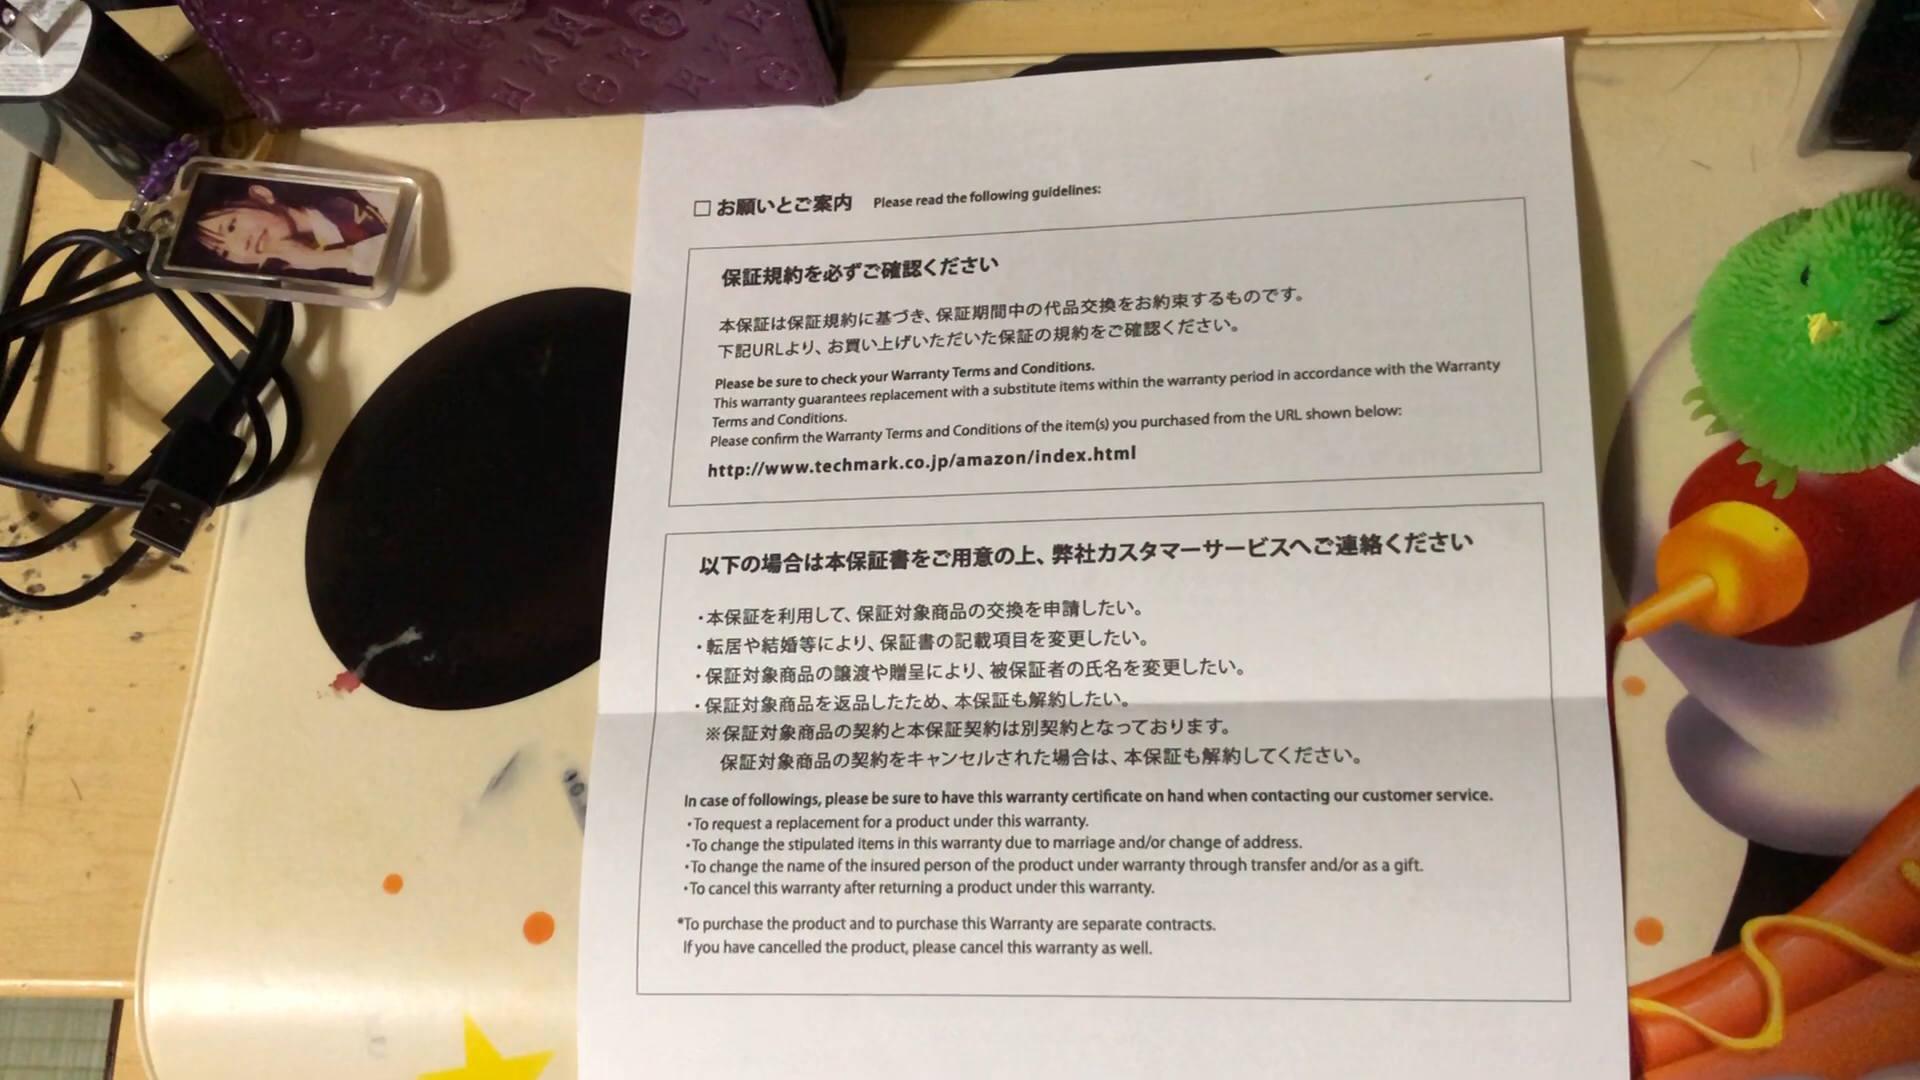 □ お願いとご案内 Please read the following guidelines:
保証規約を必ずご確認ください
本保証は保証規約に基づき、保証期間中の代品交換をお約束するものです。
下記URLより、お買い上げいただいた保証の規約をご確認ください。
Please be sure to check your Warranty Terms and Conditions.
This warranty guarantees replacement with a substitute items within the warranty period in accordance with the Warranty
Terms and Conditions.
Please confirm the Warranty Terms and Conditions of the item(s) you purchased from the URL shown below:
http://www.techmark.co.jp/amazon/index.html
以下の場合は本保証書をご用意の上、弊社カスタマーサービスへご連絡ください
・本保証を利用して、保証対象商品の交換を申請したい。
・転居や結婚等により、保証書の記載項目を変更したい。
・保証対象商品の譲渡や贈呈により、被保証者の氏名を変更したい。
・保証対象商品を返品したため、本保証も解約したい。
※保証対象商品の契約と本保証契約は別契約となっております。
保証対象商品の契約をキャンセルされた場合は、本保証も解約してください。
In case of followings, please be sure to have this warranty certificate on hand when contacting our customer service.
・To request a replacement for a product under this warranty.
・To change the stipulated items in this warranty due to marriage and/or change of address.
・To change the name of the insured person of the product under warranty through transfer and/or as a gift.
・To cancel this warranty after returning a product under this warranty.
*To purchase the product and to purchase this Warranty are separate contracts.
If you have cancelled the product, please cancel this warranty as well.